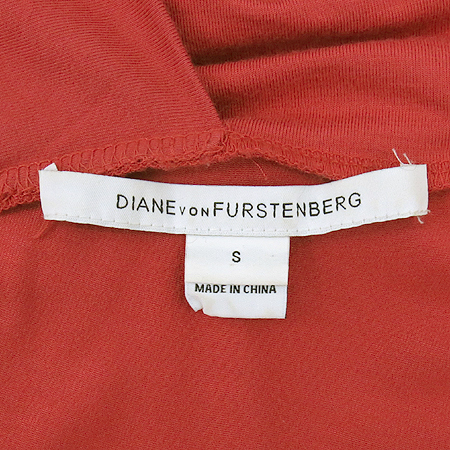 DIANE VON FURSTENBERG
S
MADE IN CHINA